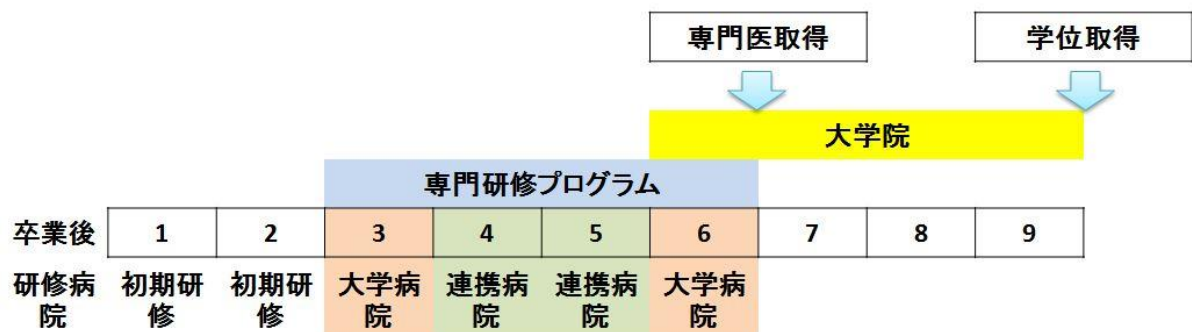 専門医取得 学位取得
大学院
専門研修プログラム
卒業後 1 2 3 4 5 6 7 8 9
研修病 初期研 初期研 大学病 連携病 連携病 大学病
院 修 修 院 院 院 院